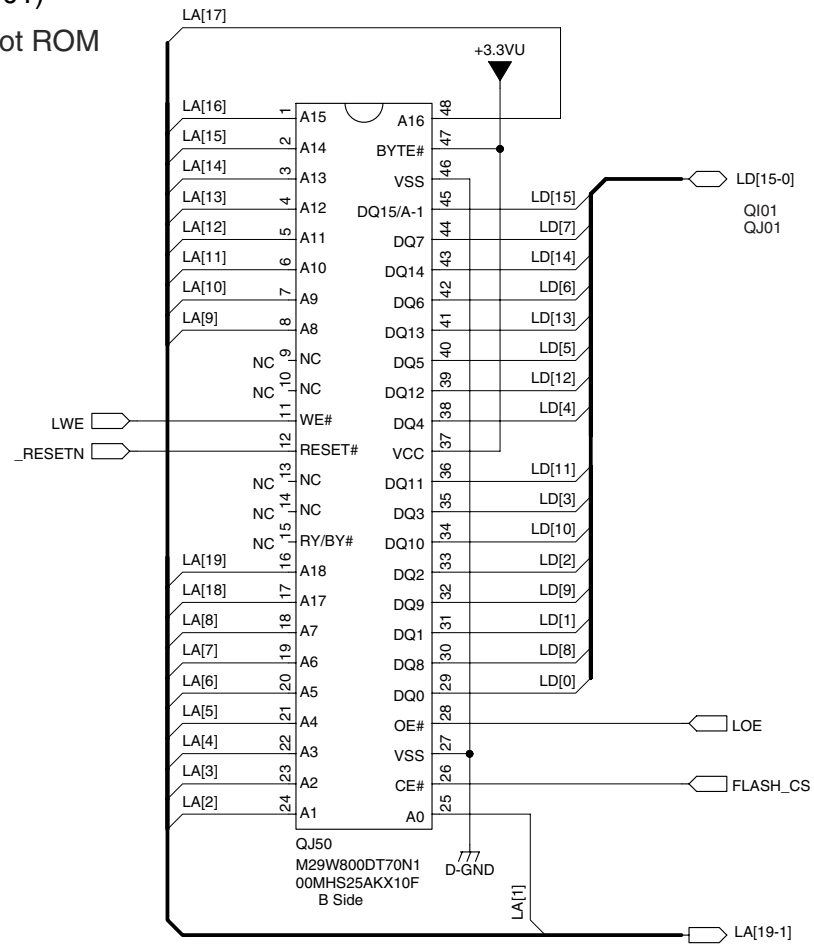 01)
ot ROM
LA[17]
+3.3VU
LA[16] 1 A15 A16 48
LA[15] 2 A14 BYTE# 47
LA[14] 3 A13 VSS 46
LA[13] 4 A12 DQ15/A-1 45 LD[15]
LA[12] 5 A11 DQ7 44 LD[7]
LA[11] 6 A10 DQ14 43 LD[14]
LA[10] 7 A9 DQ6 42 LD[6]
LA[9] 8 A8 DQ13 41 LD[13]
NC 9 NC DQ5 40 LD[5]
NC 10 NC DQ12 39 LD[12]
LWE 11 WE# DQ4 38 LD[4]
_RESETN 12 RESET# VCC 37
NC 13 NC DQ11 36 LD[11]
NC 14 NC DQ3 35 LD[3]
NC 15 RY/BY# DQ10 34 LD[10]
LA[19] 16 A18 DQ2 33 LD[2]
LA[18] 17 A17 DQ9 32 LD[9]
LA[8] 18 A7 DQ1 31 LD[1]
LA[7] 19 A6 DQ8 30 LD[8]
LA[6] 20 A5 DQ0 29 LD[0]
LA[5] 21 A4 OE# 28 LOE
LA[4] 22 A3 VSS 27
LA[3] 23 A2 CE# 26 FLASH_CS
LA[2] 24 A1 A0 25
LD[15-0]
QI01
QJ01
QJ50
M29W800DT70N1
00MHS25AKX10F
B Side
D-GND
LA[1]
LA[19-1]